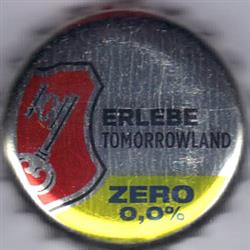 ERLEBE
TOMORROWLAND
ZERO
0,0%